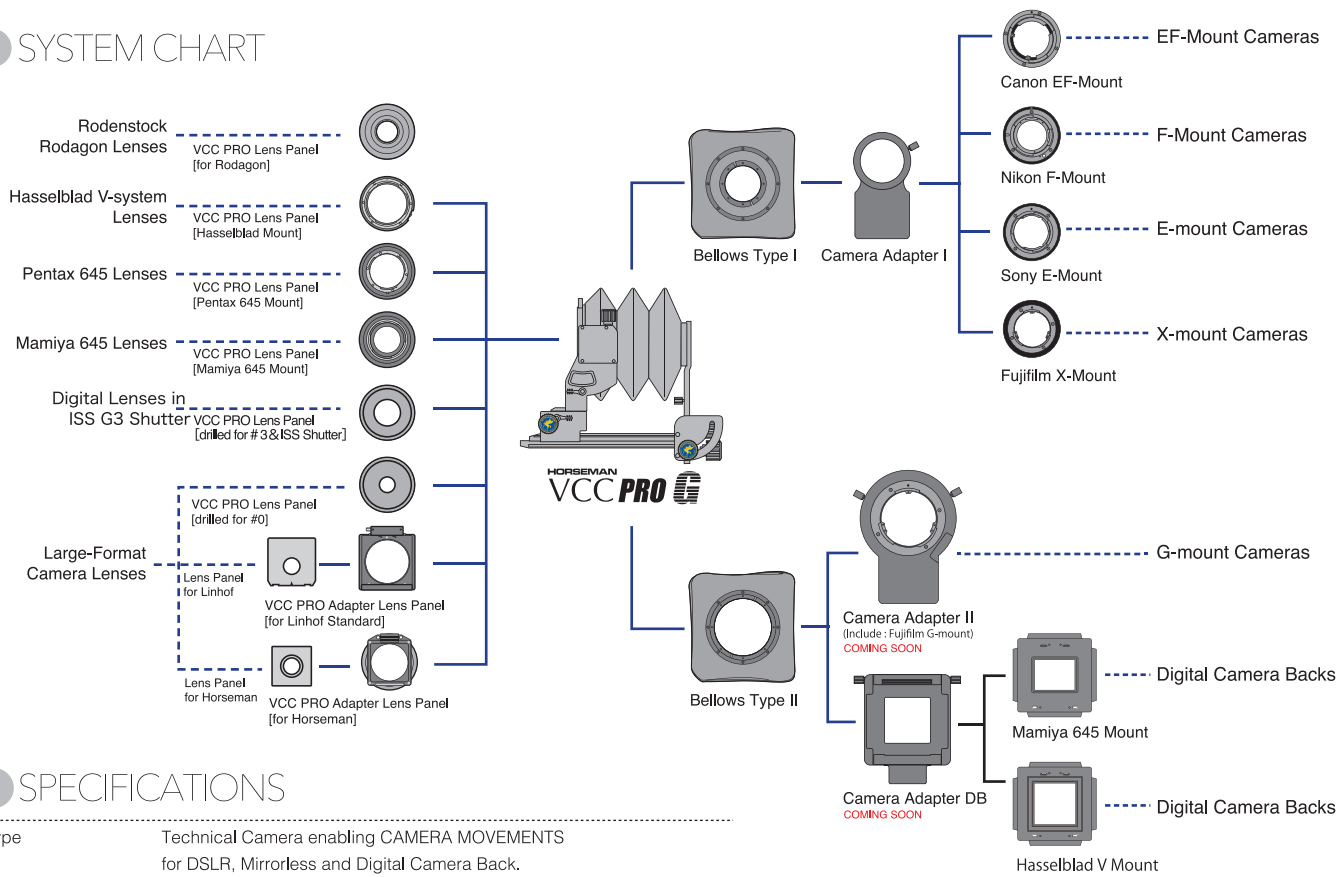 SYSTEM CHART
Rodenstock
Rodagon Lenses
VCC PRO Lens Panel
[for Rodagon]
Hasselblad V-system
Lenses
VCC PRO Lens Panel
[Hasselblad Mount]
Pentax 645 Lenses
VCC PRO Lens Panel
[Pentax 645 Mount]
Mamiya 645 Lenses
VCC PRO Lens Panel
[Mamiya 645 Mount]
Digital Lenses in
ISS G3 Shutter
VCC PRO Lens Panel
[drilled for #3&ISS Shutter]
VCC PRO Lens Panel
[drilled for #0]
Large-Format
Camera Lenses
Lens Panel
for Linhof
VCC PRO Adapter Lens Panel
[for Linhof Standard]
Lens Panel
for Horseman
VCC PRO Adapter Lens Panel
[for Horseman]
HORSEMAN
VCC PRO G
Bellows Type I
Camera Adapter I
Canon EF-Mount
EF-Mount Cameras
Nikon F-Mount
F-Mount Cameras
Sony E-Mount
E-mount Cameras
Fujifilm X-Mount
X-mount Cameras
Bellows Type II
Camera Adapter II
(Include : Fujifilm G-mount)
COMING SOON
G-mount Cameras
Camera Adapter DB
COMING SOON
Mamiya 645 Mount
Digital Camera Backs
Hasselblad V Mount
Digital Camera Backs
SPECIFICATIONS
ype
Technical Camera enabling CAMERA MOVEMENTS
for DSLR, Mirrorless and Digital Camera Back.